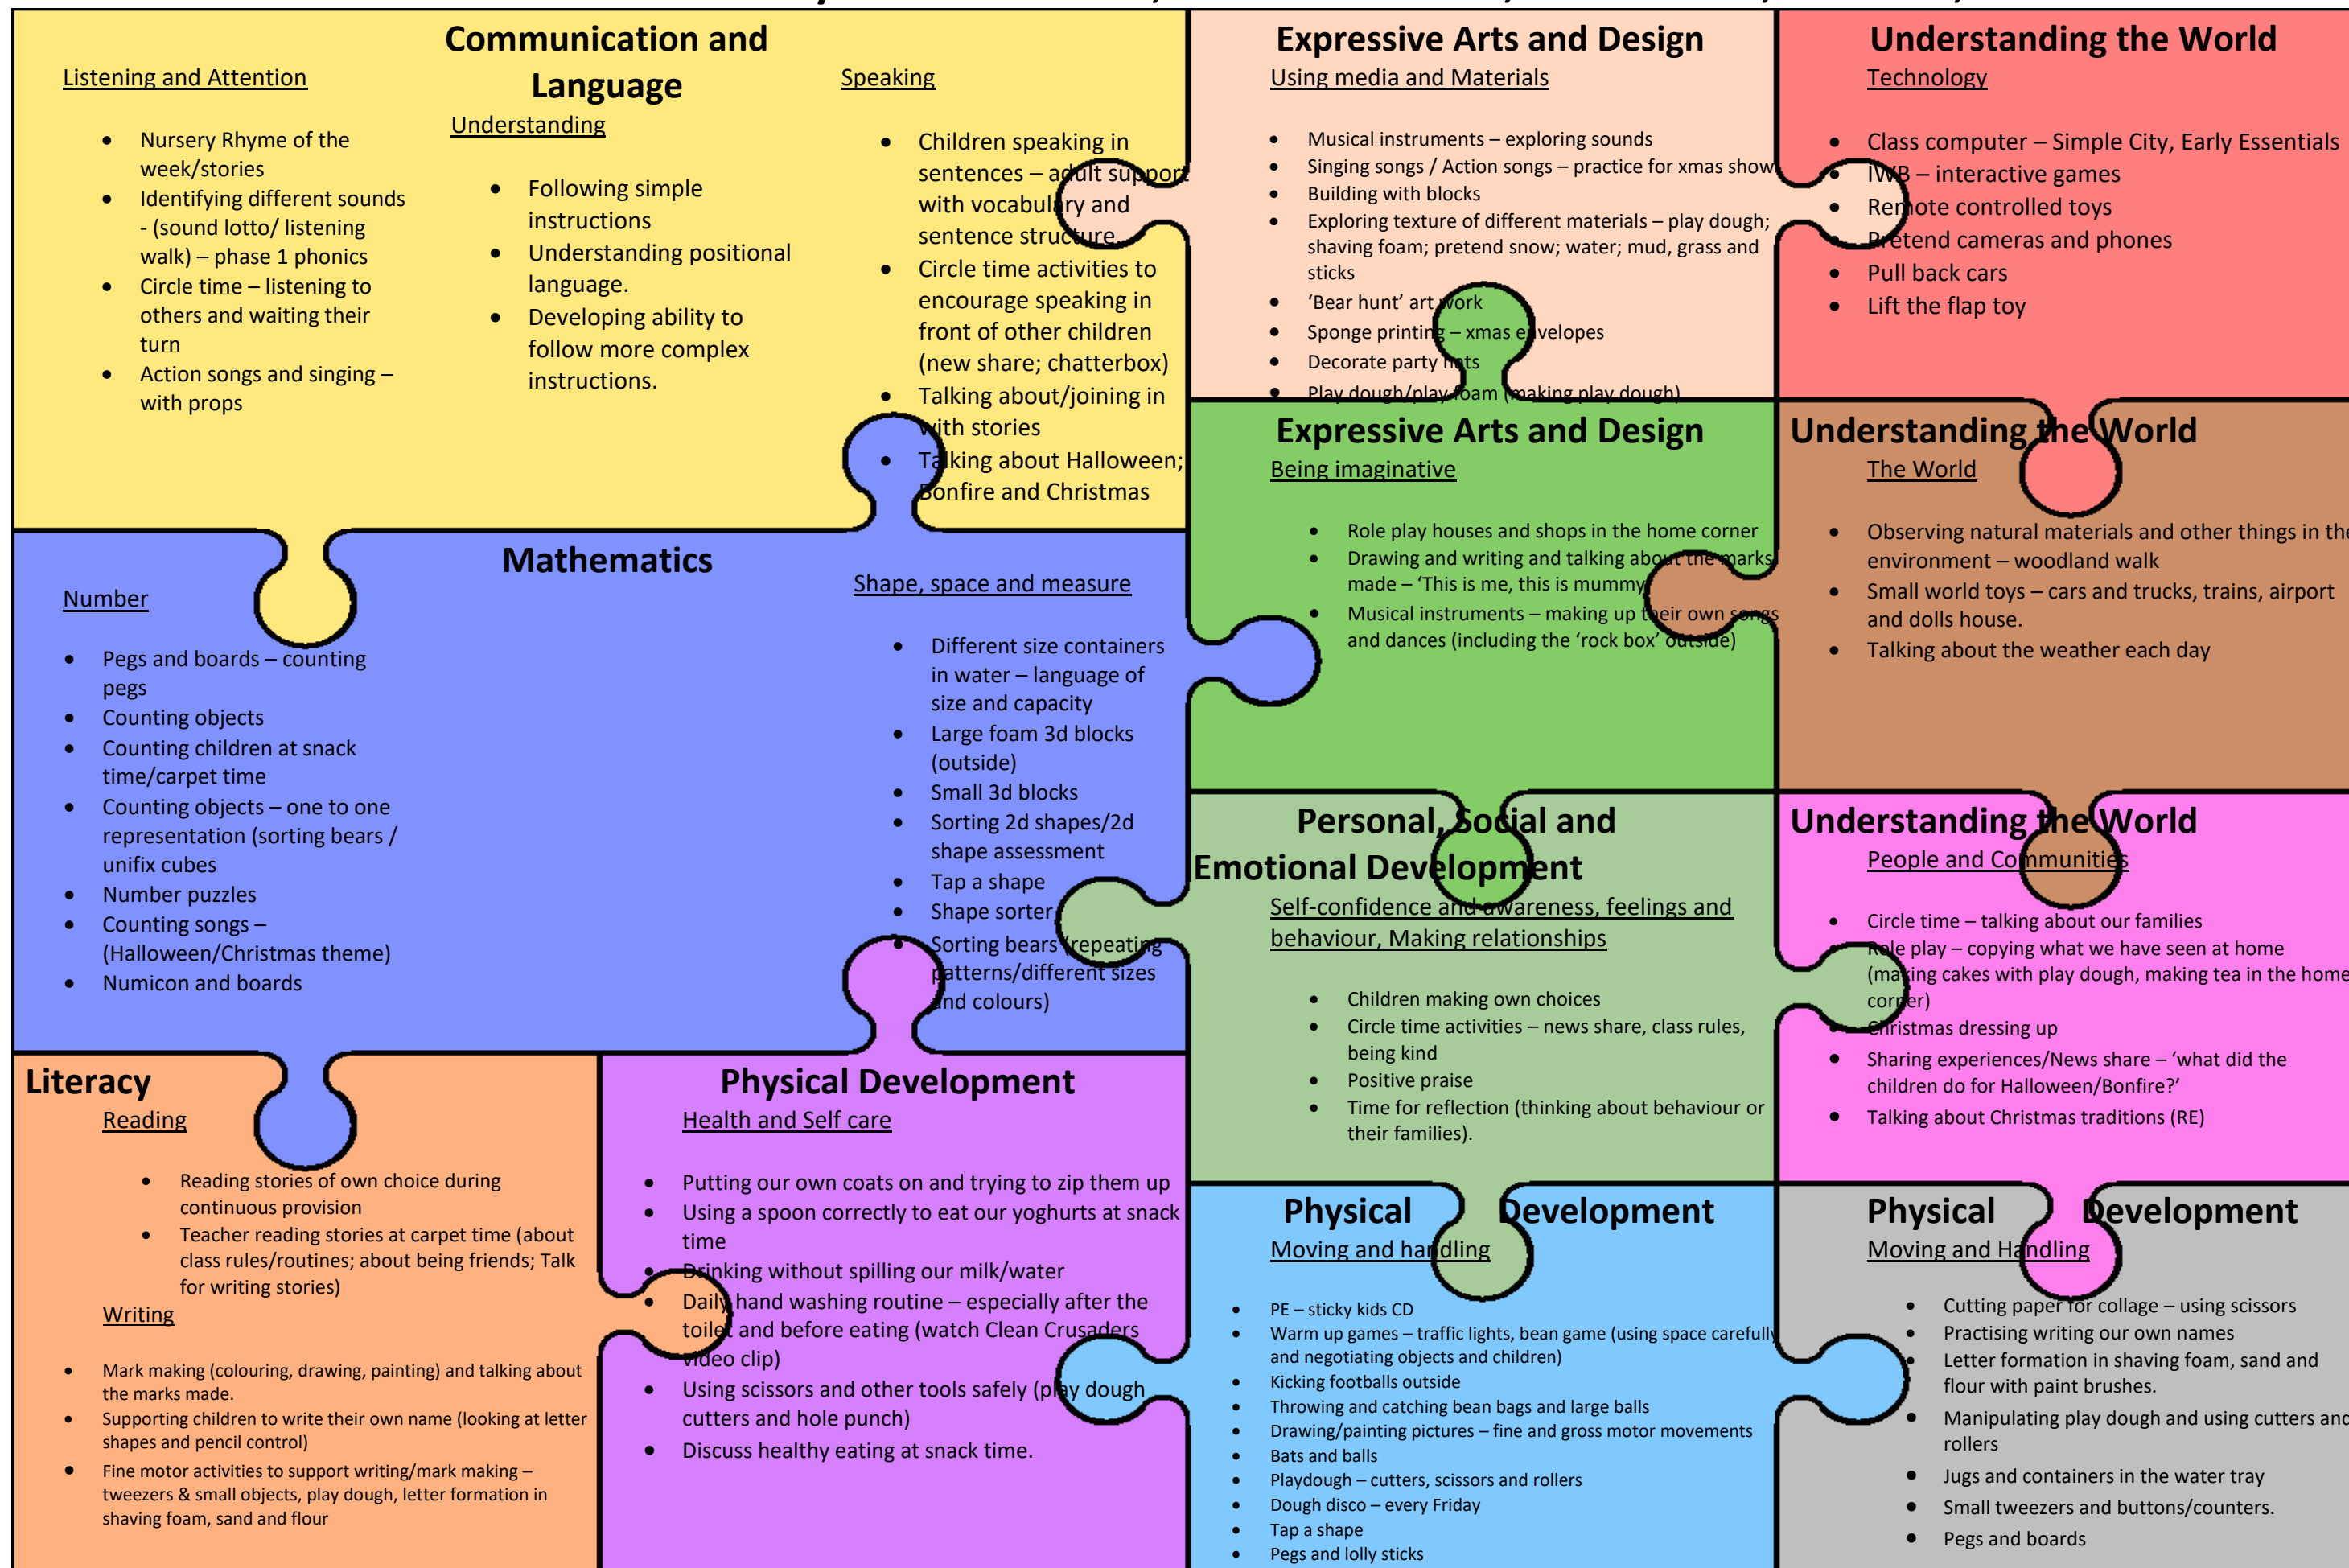 Communication and
Language
Listening and Attention
• Nursery Rhyme of the
week/stories
• Identifying different sounds
- (sound lotto/ listening
walk) – phase 1 phonics
• Circle time – listening to
others and waiting their
turn
• Action songs and singing –
with props
Understanding
• Following simple
instructions
• Understanding positional
language.
• Developing ability to
follow more complex
instructions.
Speaking
• Children speaking in
sentences – adult support
with vocabulary and
sentence structure.
• Circle time activities to
encourage speaking in
front of other children
(new share; chatterbox)
• Talking about/joining in
with stories
• Talking about Halloween;
Bonfire and Christmas
Expressive Arts and Design
Using media and Materials
• Musical instruments – exploring sounds
• Singing songs / Action songs – practice for xmas show.
• Building with blocks
• Exploring texture of different materials – play dough;
shaving foam; pretend snow; water; mud, grass and
sticks
• ‘Bear hunt’ art work
• Sponge printing – xmas envelopes
• Decorate party hats
• Play dough/play foam (making play dough)
Understanding the World
Technology
• Class computer – Simple City, Early Essentials
• IWB – interactive games
• Remote controlled toys
• Pretend cameras and phones
• Pull back cars
• Lift the flap toy
Expressive Arts and Design
Being imaginative
• Role play houses and shops in the home corner
• Drawing and writing and talking about the marks
made – ‘This is me, this is mummy’
• Musical instruments – making up their own songs
and dances (including the ‘rock box’ outside)
Understanding the World
The World
• Observing natural materials and other things in the
environment – woodland walk
• Small world toys – cars and trucks, trains, airport
and dolls house.
• Talking about the weather each day
Mathematics
Number
• Pegs and boards – counting
pegs
• Counting objects
• Counting children at snack
time/carpet time
• Counting objects – one to one
representation (sorting bears /
unifix cubes
• Number puzzles
• Counting songs –
(Halloween/Christmas theme)
• Numicon and boards
Shape, space and measure
• Different size containers
in water – language of
size and capacity
• Large foam 3d blocks
(outside)
• Small 3d blocks
• Sorting 2d shapes/2d
shape assessment
• Tap a shape
• Shape sorter
• Sorting bears (repeating
patterns/different sizes
and colours)
Personal, Social and
Emotional Development
Self-confidence and awareness, feelings and
behaviour, Making relationships
• Children making own choices
• Circle time activities – news share, class rules,
being kind
• Positive praise
• Time for reflection (thinking about behaviour or
their families).
Understanding the World
People and Communities
• Circle time – talking about our families
• Role play – copying what we have seen at home
(making cakes with play dough, making tea in the home
corner)
• Christmas dressing up
• Sharing experiences/News share – ‘what did the
children do for Halloween/Bonfire?’
• Talking about Christmas traditions (RE)
Literacy
Reading
• Reading stories of own choice during
continuous provision
• Teacher reading stories at carpet time (about
class rules/routines; about being friends; Talk
for writing stories)
Writing
• Mark making (colouring, drawing, painting) and talking about
the marks made.
• Supporting children to write their own name (looking at letter
shapes and pencil control)
• Fine motor activities to support writing/mark making –
tweezers & small objects, play dough, letter formation in
shaving foam, sand and flour
Physical Development
Health and Self care
• Putting our own coats on and trying to zip them up
• Using a spoon correctly to eat our yoghurts at snack
time
• Drinking without spilling our milk/water
• Daily hand washing routine – especially after the
toilet and before eating (watch Clean Crusaders
video clip)
• Using scissors and other tools safely (play dough
cutters and hole punch)
• Discuss healthy eating at snack time.
Physical Development
Moving and handling
• PE – sticky kids CD
• Warm up games – traffic lights, bean game (using space carefully
and negotiating objects and children)
• Kicking footballs outside
• Throwing and catching bean bags and large balls
• Drawing/painting pictures – fine and gross motor movements
• Bats and balls
• Playdough – cutters, scissors and rollers
• Dough disco – every Friday
• Tap a shape
• Pegs and lolly sticks
Physical Development
Moving and Handling
• Cutting paper for collage – using scissors
• Practising writing our own names
• Letter formation in shaving foam, sand and
flour with paint brushes.
• Manipulating play dough and using cutters and
rollers
• Jugs and containers in the water tray
• Small tweezers and buttons/counters.
• Pegs and boards